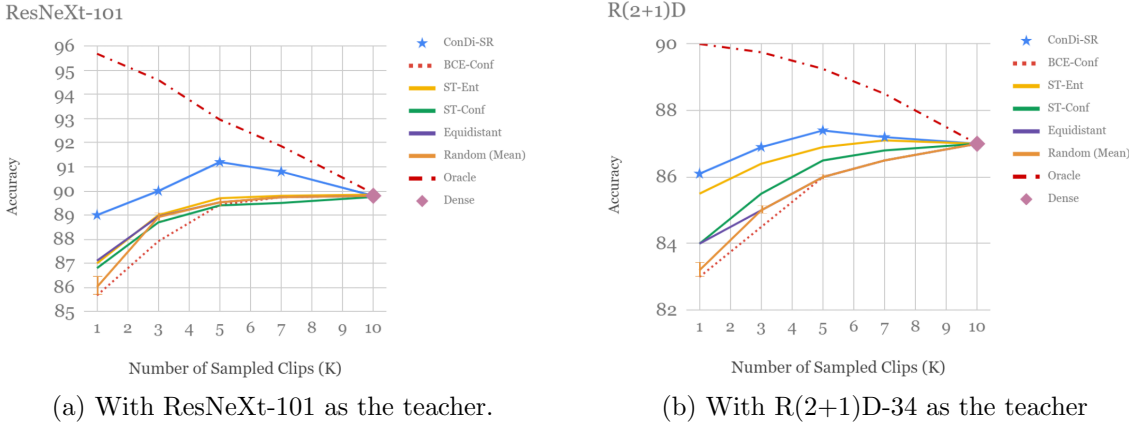 ResNeXt-101
96
95
94
93
92
91
90
89
88
87
86
85
Accuracy
1 2 3 4 5 6 7 8 9 10
Number of Sampled Clips (K)
ConDi-SR
BCE-Conf
ST-Ent
ST-Conf
Equidistant
Random (Mean)
Oracle
Dense
(a) With ResNeXt-101 as the teacher.
R(2+1)D
90
88
86
84
82
Accuracy
1 2 3 4 5 6 7 8 9 10
Number of Sampled Clips (K)
ConDi-SR
BCE-Conf
ST-Ent
ST-Conf
Equidistant
Random (Mean)
Oracle
Dense
(b) With R(2+1)D-34 as the teacher